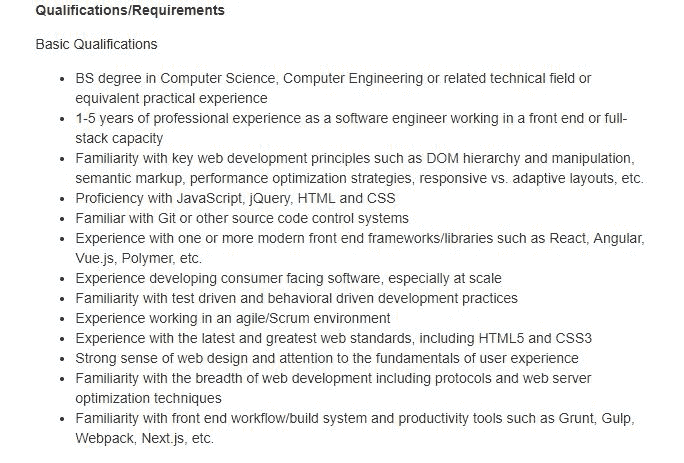 Qualifications/Requirements
Basic Qualifications
• BS degree in Computer Science, Computer Engineering or related technical field or
equivalent practical experience
• 1-5 years of professional experience as a software engineer working in a front end or full-
stack capacity
• Familiarity with key web development principles such as DOM hierarchy and manipulation,
semantic markup, performance optimization strategies, responsive vs. adaptive layouts, etc.
• Proficiency with JavaScript, jQuery, HTML and CSS
• Familiar with Git or other source code control systems
• Experience with one or more modern front end frameworks/libraries such as React, Angular,
Vue.js, Polymer, etc.
• Experience developing consumer facing software, especially at scale
• Familiarity with test driven and behavioral driven development practices
• Experience working in an agile/Scrum environment
• Experience with the latest and greatest web standards, including HTML5 and CSS3
• Strong sense of web design and attention to the fundamentals of user experience
• Familiarity with the breadth of web development including protocols and web server
optimization techniques
• Familiarity with front end workflow/build system and productivity tools such as Grunt, Gulp,
Webpack, Next.js, etc.